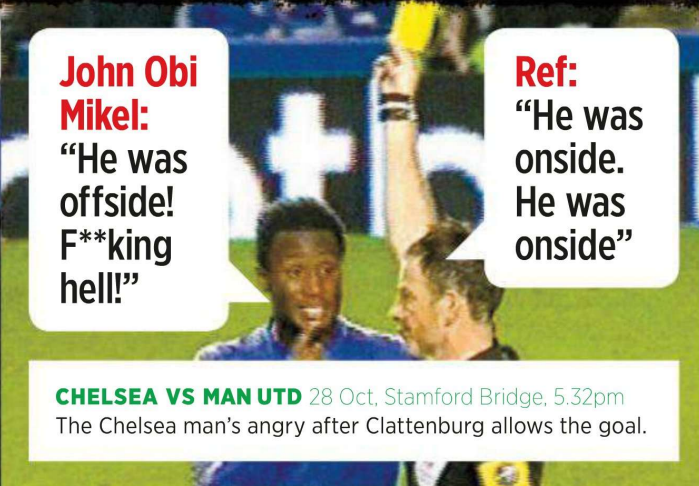 John Obi
Mikel:
“He was
offside!
F**king
hell!”
Ref:
“He was
onside.
He was
onside”
CHELSEA VS MAN UTD 28 Oct, Stamford Bridge, 5.32pm
The Chelsea man's angry after Clattenburg allows the goal.